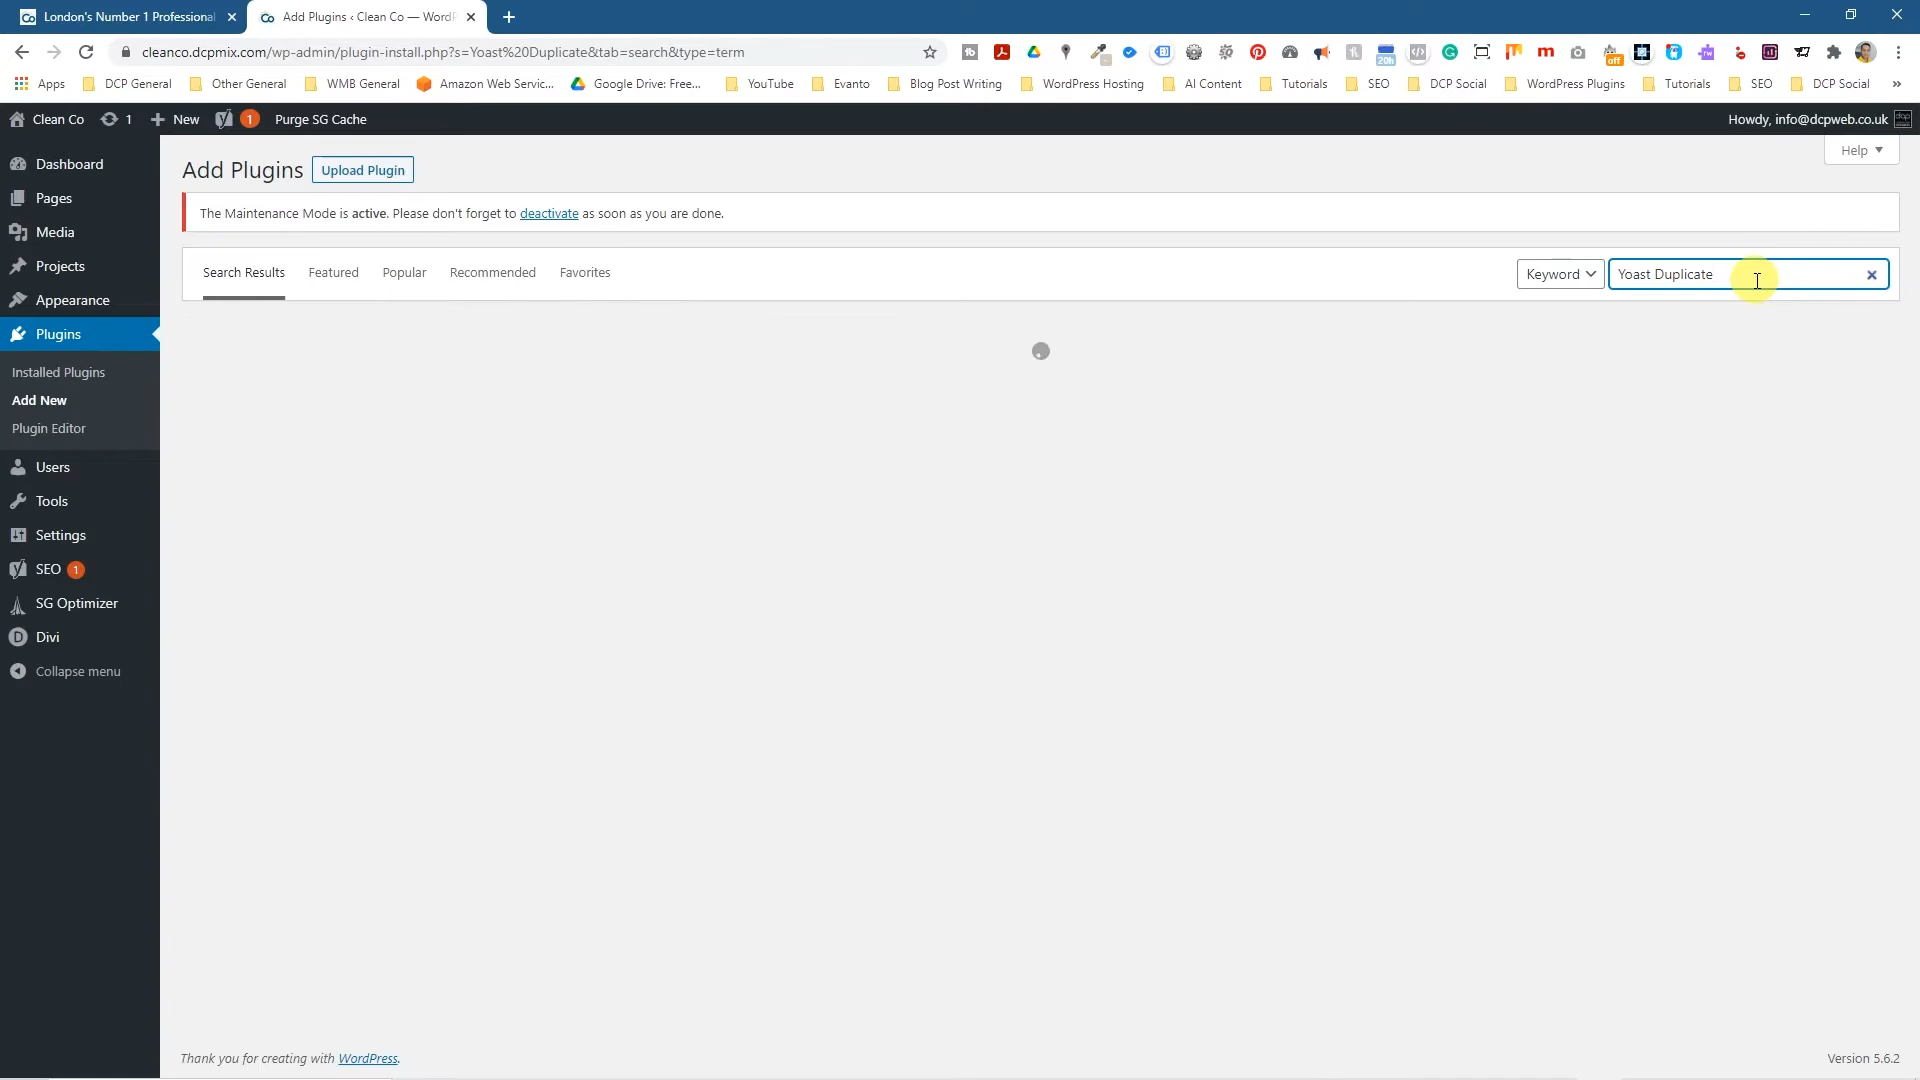 London's Number 1 Professional
Add Plugins ‹ Clean Co — WordP
cleanco.dcpmix.com/wp-admin/plugin-install.php?s=Yoast%20Duplicate&tab=search&type=term
20h
off
Apps
DCP General
Other General
WMB General
Amazon Web Servic...
Google Drive: Free...
YouTube
Evanto
Blog Post Writing
WordPress Hosting
AI Content
Tutorials
SEO
DCP Social
WordPress Plugins
Tutorials
SEO
DCP Social
»
Clean Co
1
New
1
Purge SG Cache
Howdy, info@dcpweb.co.uk
Dashboard
Pages
Media
Projects
Appearance
Plugins
Installed Plugins
Add New
Plugin Editor
Users
Tools
Settings
SEO 1
SG Optimizer
Divi
Collapse menu
Help
Add Plugins
Upload Plugin
The Maintenance Mode is active. Please don't forget to deactivate as soon as you are done.
Search Results
Featured
Popular
Recommended
Favorites
Keyword
Yoast Duplicate
Thank you for creating with WordPress.
Version 5.6.2